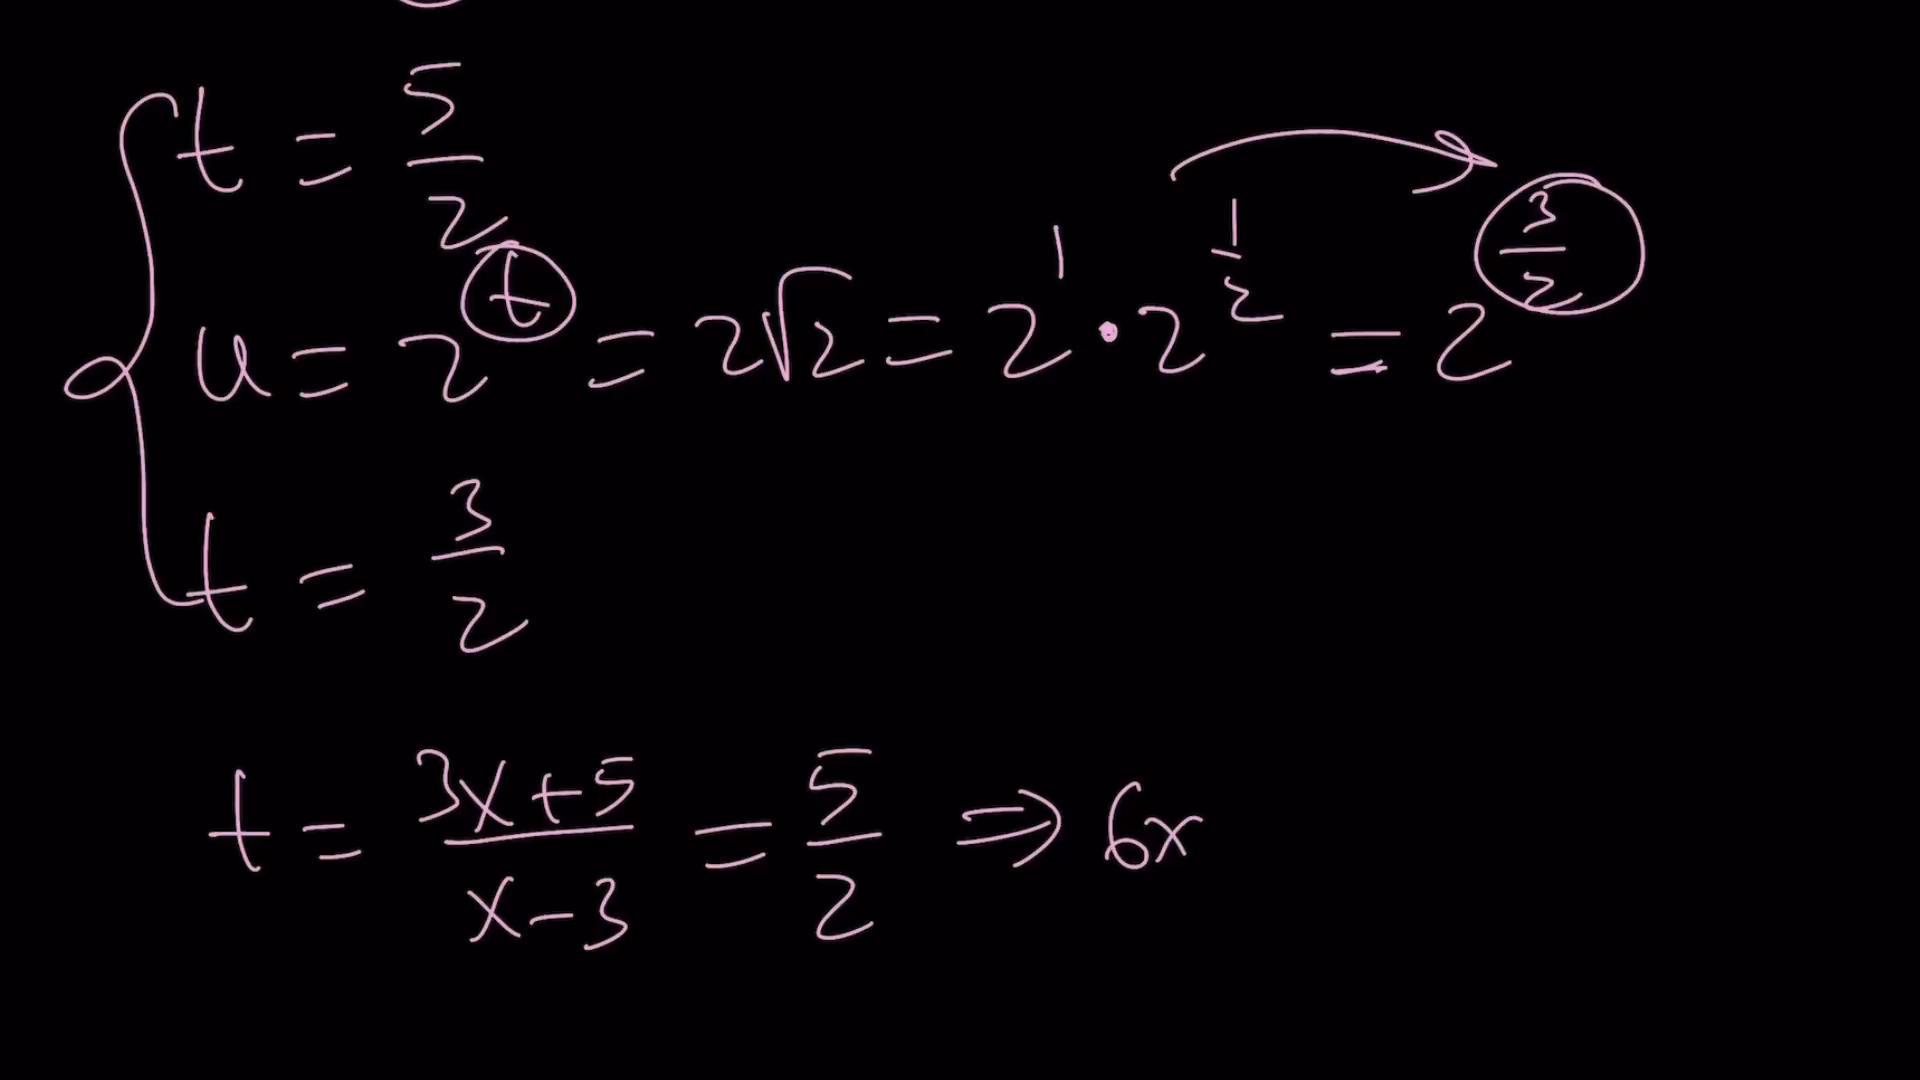 t = 5/2
u = 2^t = 2√2 = 2^1 · 2^(1/2) = 2^(3/2)
t = 3/2
t = (3x+5)/(x-3) = 5/2 ⇒ 6x